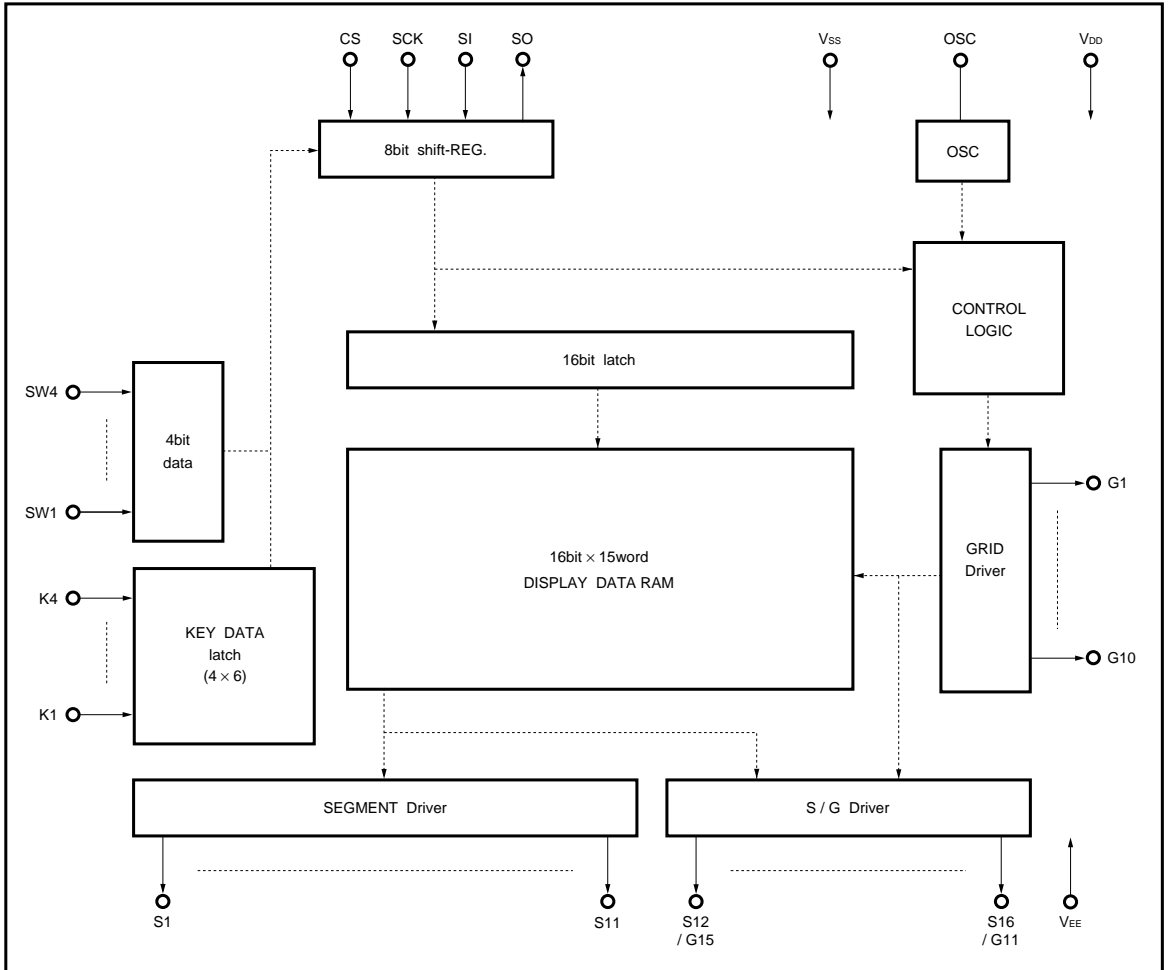 CS SCK SI SO VSS OSC VDD
8bit shift-REG.
OSC
CONTROL
LOGIC
16bit latch
SW4
4bit
data
SW1
G1
16bit × 15word
DISPLAY DATA RAM
GRID
Driver
K4
KEY DATA
latch
(4 × 6)
G10
K1
SEGMENT Driver
S / G Driver
S1 S11 S12 S16 VEE
/ G15 / G11